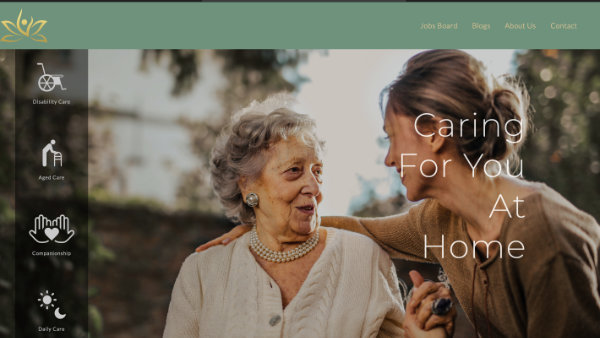 Jobs Board Blogs About Us Contact
Disability Care
Aged Care
Companionship
Daily Care
Caring
For You
At
Home